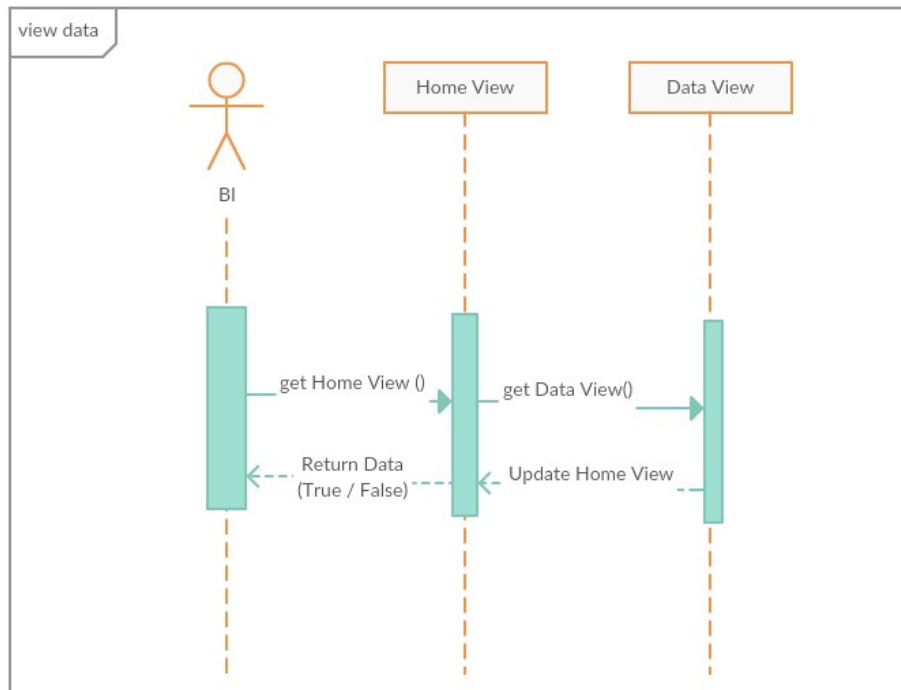 view data
Home View
Data View
BI
get Home View ()
get Data View()
Return Data
(True / False)
Update Home View